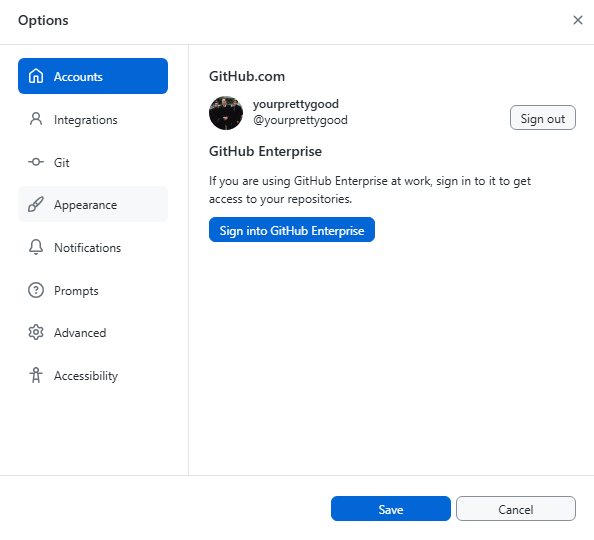 Options
Accounts
Integrations
Git
Appearance
Notifications
Prompts
Advanced
Accessibility
GitHub.com
yourprettygood
@yourprettygood
Sign out
GitHub Enterprise
If you are using GitHub Enterprise at work, sign in to it to get
access to your repositories.
Sign into GitHub Enterprise
Save
Cancel